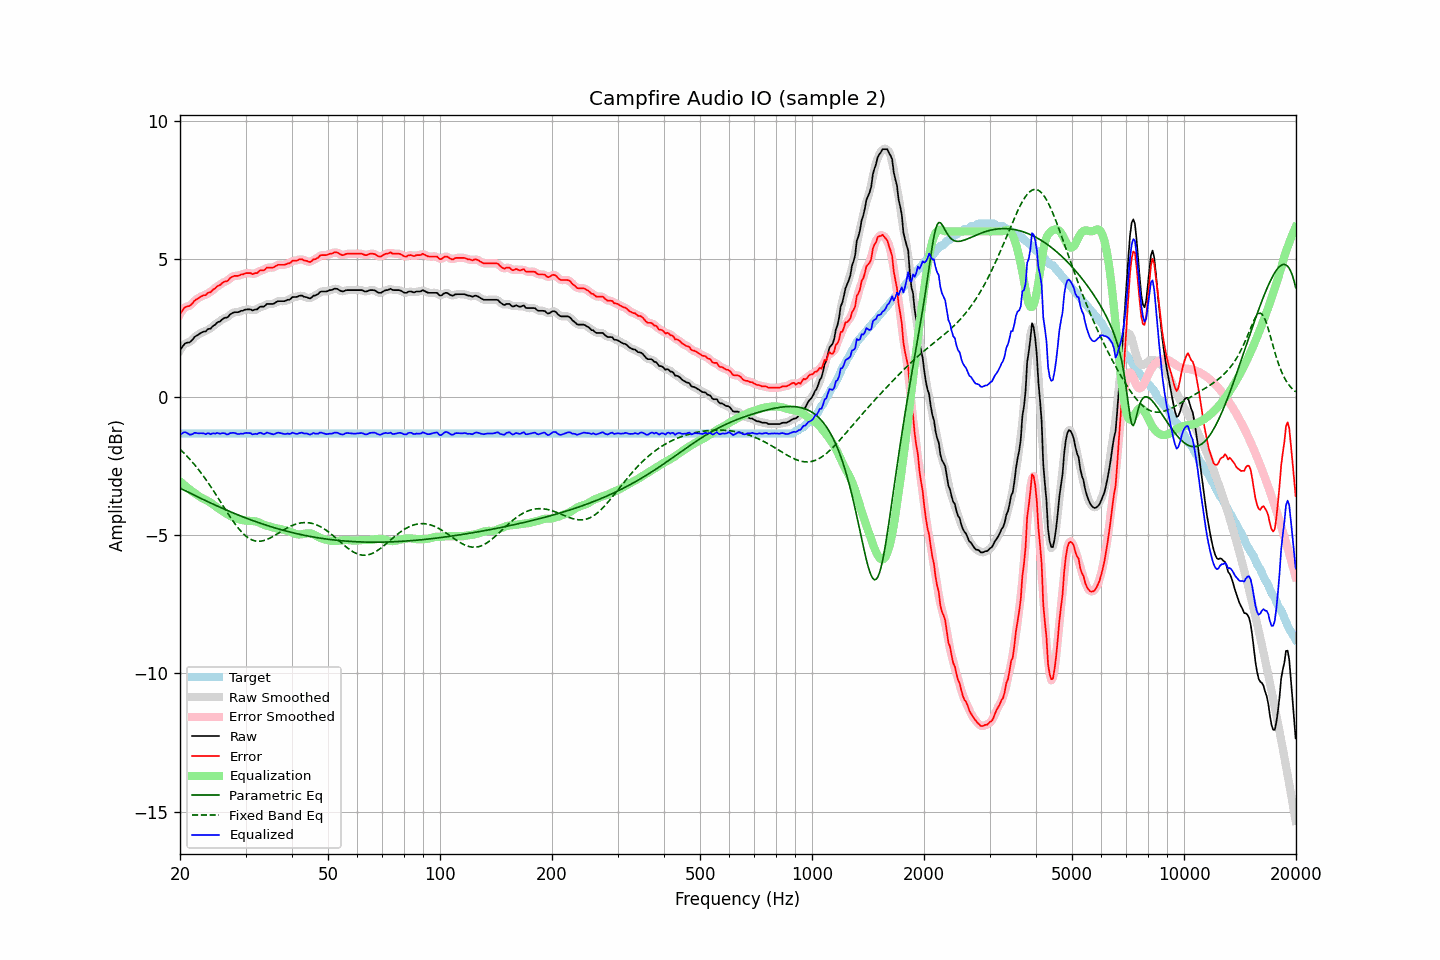 Campfire Audio IO (sample 2)
10
5
0
−5
−10
−15
Amplitude (dBr)
Target
Raw Smoothed
Error Smoothed
Raw
Error
Equalization
Parametric Eq
Fixed Band Eq
Equalized
20 50 100 200 500 1000 2000 5000 10000 20000
Frequency (Hz)